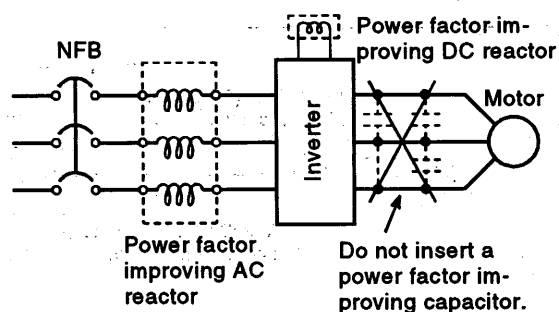 Power factor im-
proving DC reactor
NFB
Motor
Inverter
Power factor
improving AC
reactor
Do not insert a
power factor im-
proving capacitor.